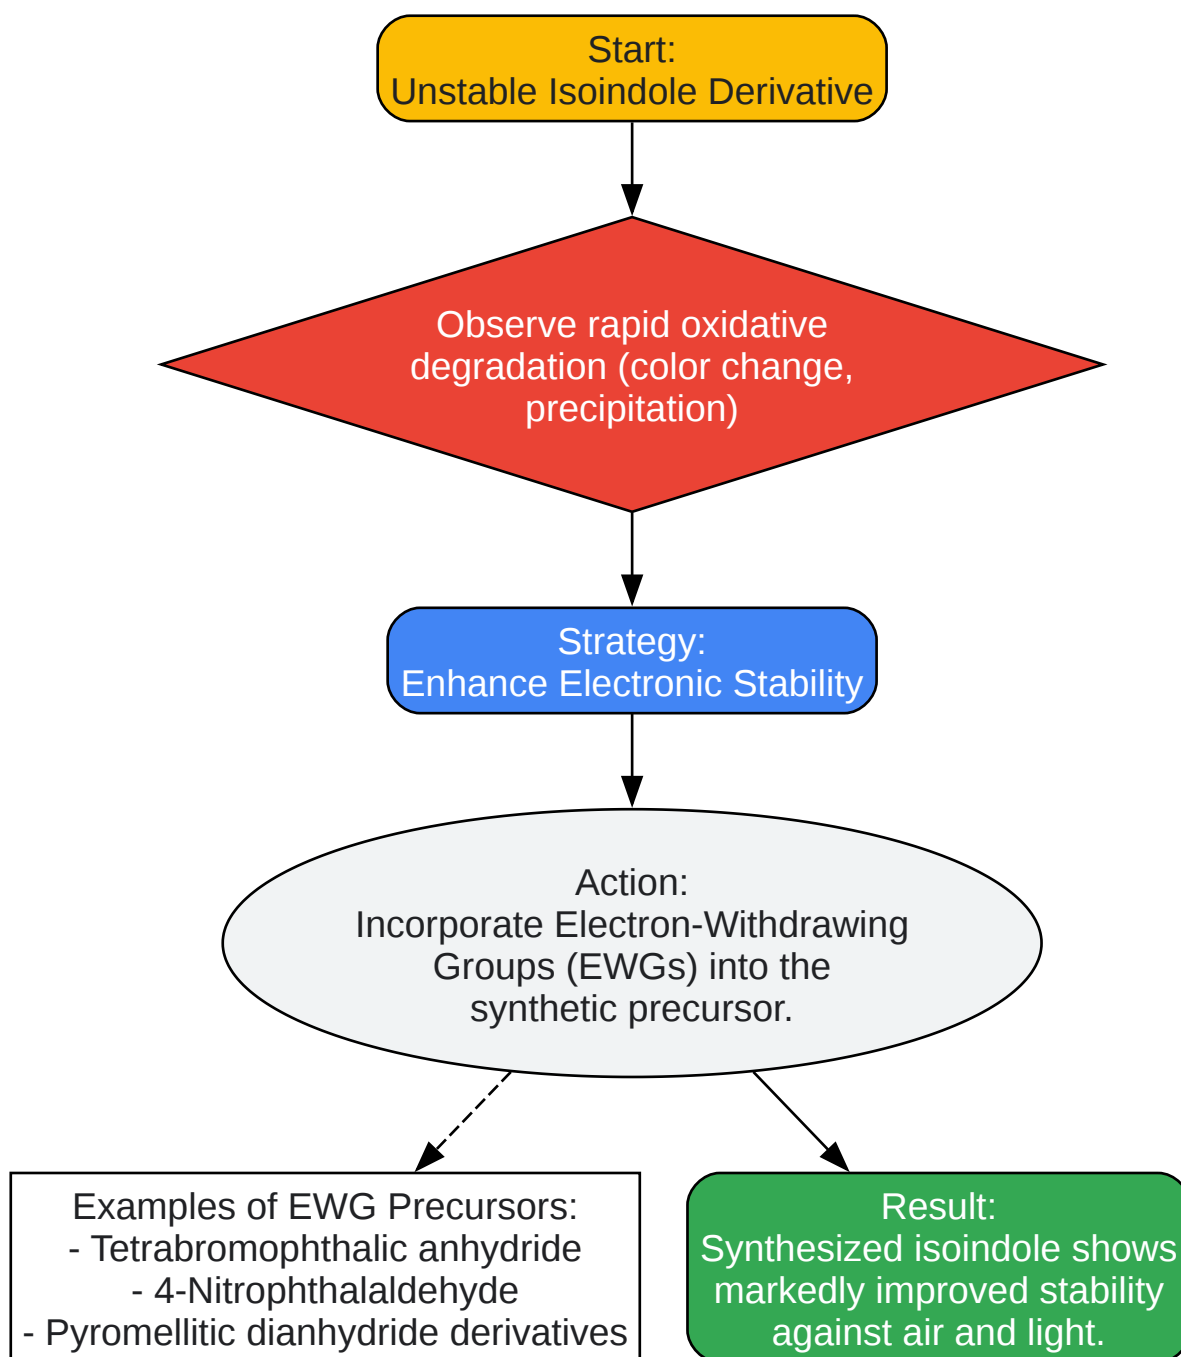 Start:
Unstable Isoindole Derivative
Observe rapid oxidative
degradation (color change,
precipitation)
Strategy:
Enhance Electronic Stability
Action:
Incorporate Electron-Withdrawing
Groups (EWGs) into the
synthetic precursor.
Examples of EWG Precursors:
- Tetrabromophthalic anhydride
- 4-Nitrophthalaldehyde
- Pyromellitic dianhydride derivatives
Result:
Synthesized isoindole shows
markedly improved stability
against air and light.